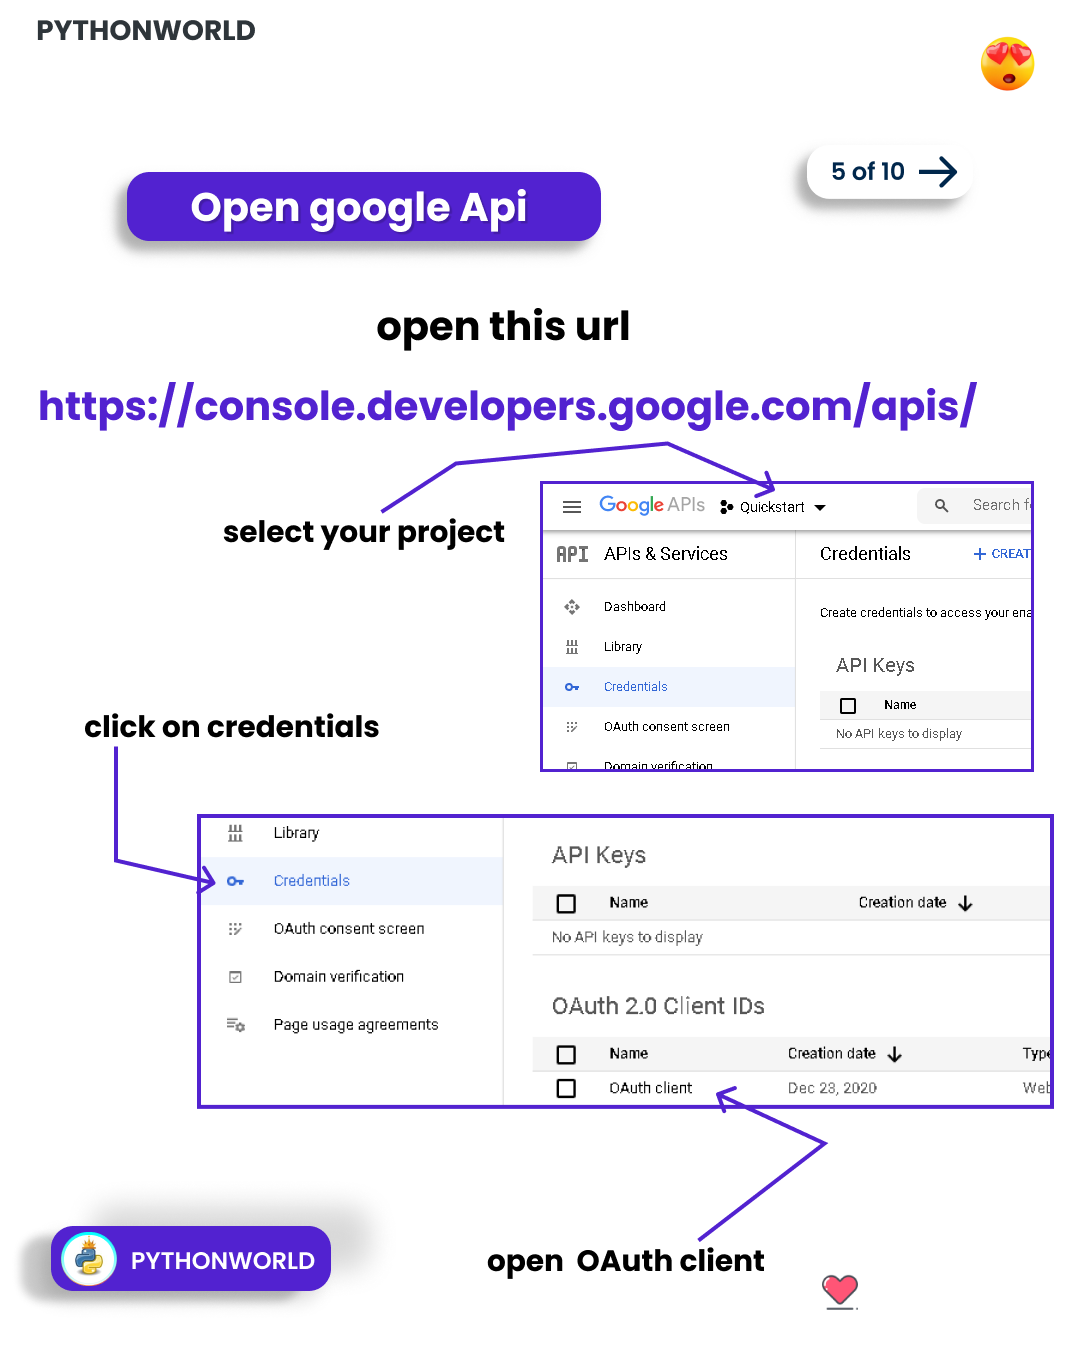 PYTHONWORLD
5 of 10
Open google Api
open this url
https://console.developers.google.com/apis/
select your project
Google APIs
Quickstart
Search
API
APIs & Services
Credentials
+ CREAT
Dashboard
Create credentials to access your ena
Library
API Keys
Credentials
Name
OAuth consent screen
No API keys to display
Domain verification
click on credentials
Library
API Keys
Credentials
Name
Creation date
OAuth consent screen
No API keys to display
Domain verification
OAuth 2.0 Client IDs
Page usage agreements
Name
Creation date
Type
OAuth client
Dec 23, 2020
Web
open OAuth client
PYTHONWORLD